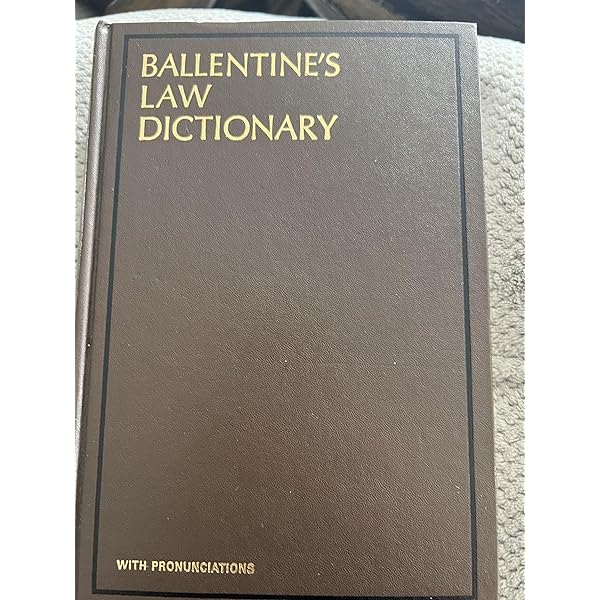 BALLENTINE'S
LAW
DICTIONARY
WITH PRONUNCIATIONS